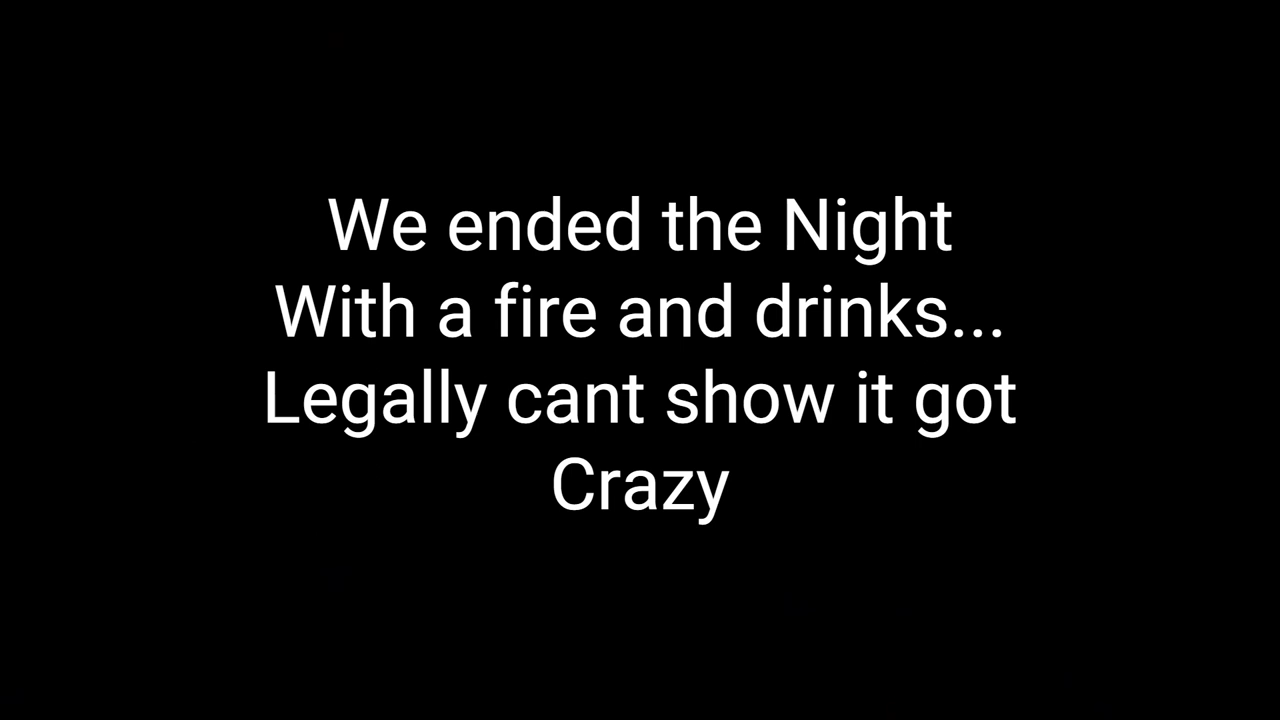 We ended the Night
With a fire and drinks...
Legally cant show it got
Crazy